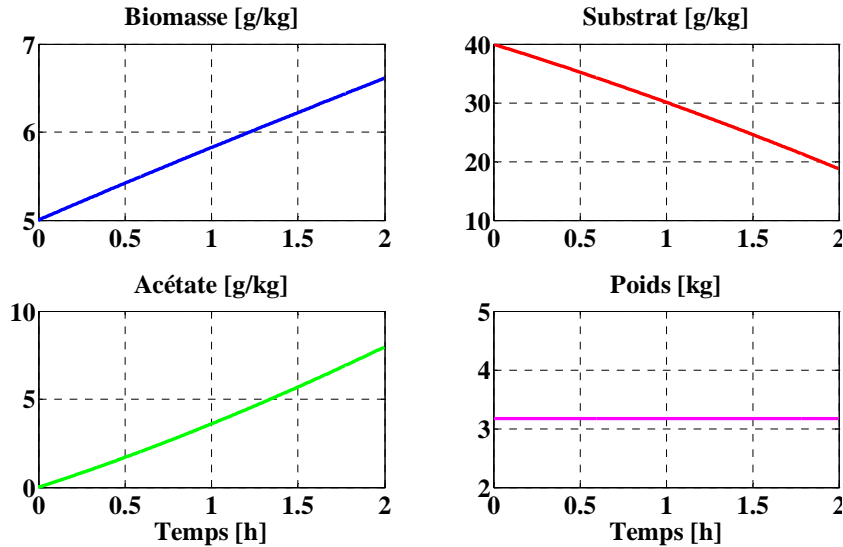 Biomasse [g/kg]
7
6
5
0 0.5 1 1.5 2
Substrat [g/kg]
40
30
20
10
0 0.5 1 1.5 2
Acétate [g/kg]
10
5
0
0 0.5 1 1.5 2
Temps [h]
Poids [kg]
5
4
3
2
0 0.5 1 1.5 2
Temps [h]